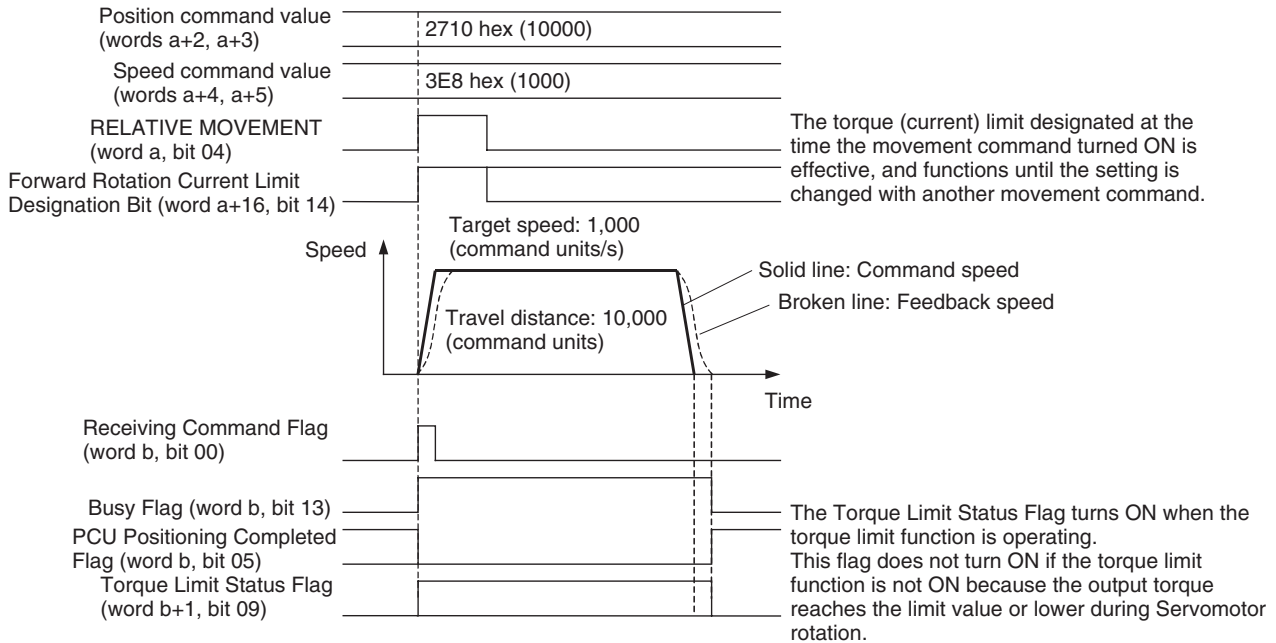 Position command value
(words a+2, a+3)
2710 hex (10000)
Speed command value
(words a+4, a+5)
3E8 hex (1000)
RELATIVE MOVEMENT
(word a, bit 04)
The torque (current) limit designated at the
time the movement command turned ON is
effective, and functions until the setting is
changed with another movement command.
Forward Rotation Current Limit
Designation Bit (word a+16, bit 14)
Target speed: 1,000
(command units/s)
Speed
Solid line: Command speed
Broken line: Feedback speed
Travel distance: 10,000
(command units)
Time
Receiving Command Flag
(word b, bit 00)
Busy Flag (word b, bit 13)
PCU Positioning Completed
Flag (word b, bit 05)
Torque Limit Status Flag
(word b+1, bit 09)
The Torque Limit Status Flag turns ON when the
torque limit function is operating.
This flag does not turn ON if the torque limit
function is not ON because the output torque
reaches the limit value or lower during Servomotor
rotation.